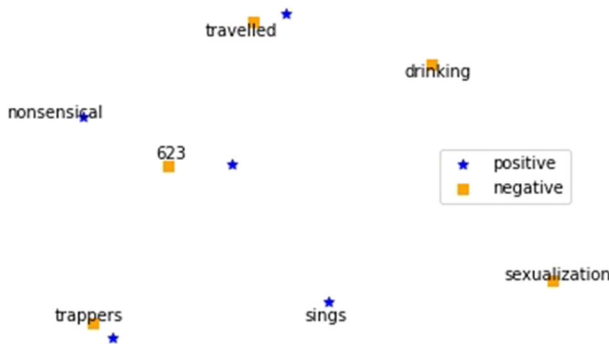 travelled
drinking
nonsensical
623
positive
negative
sexualization
trappers
sings